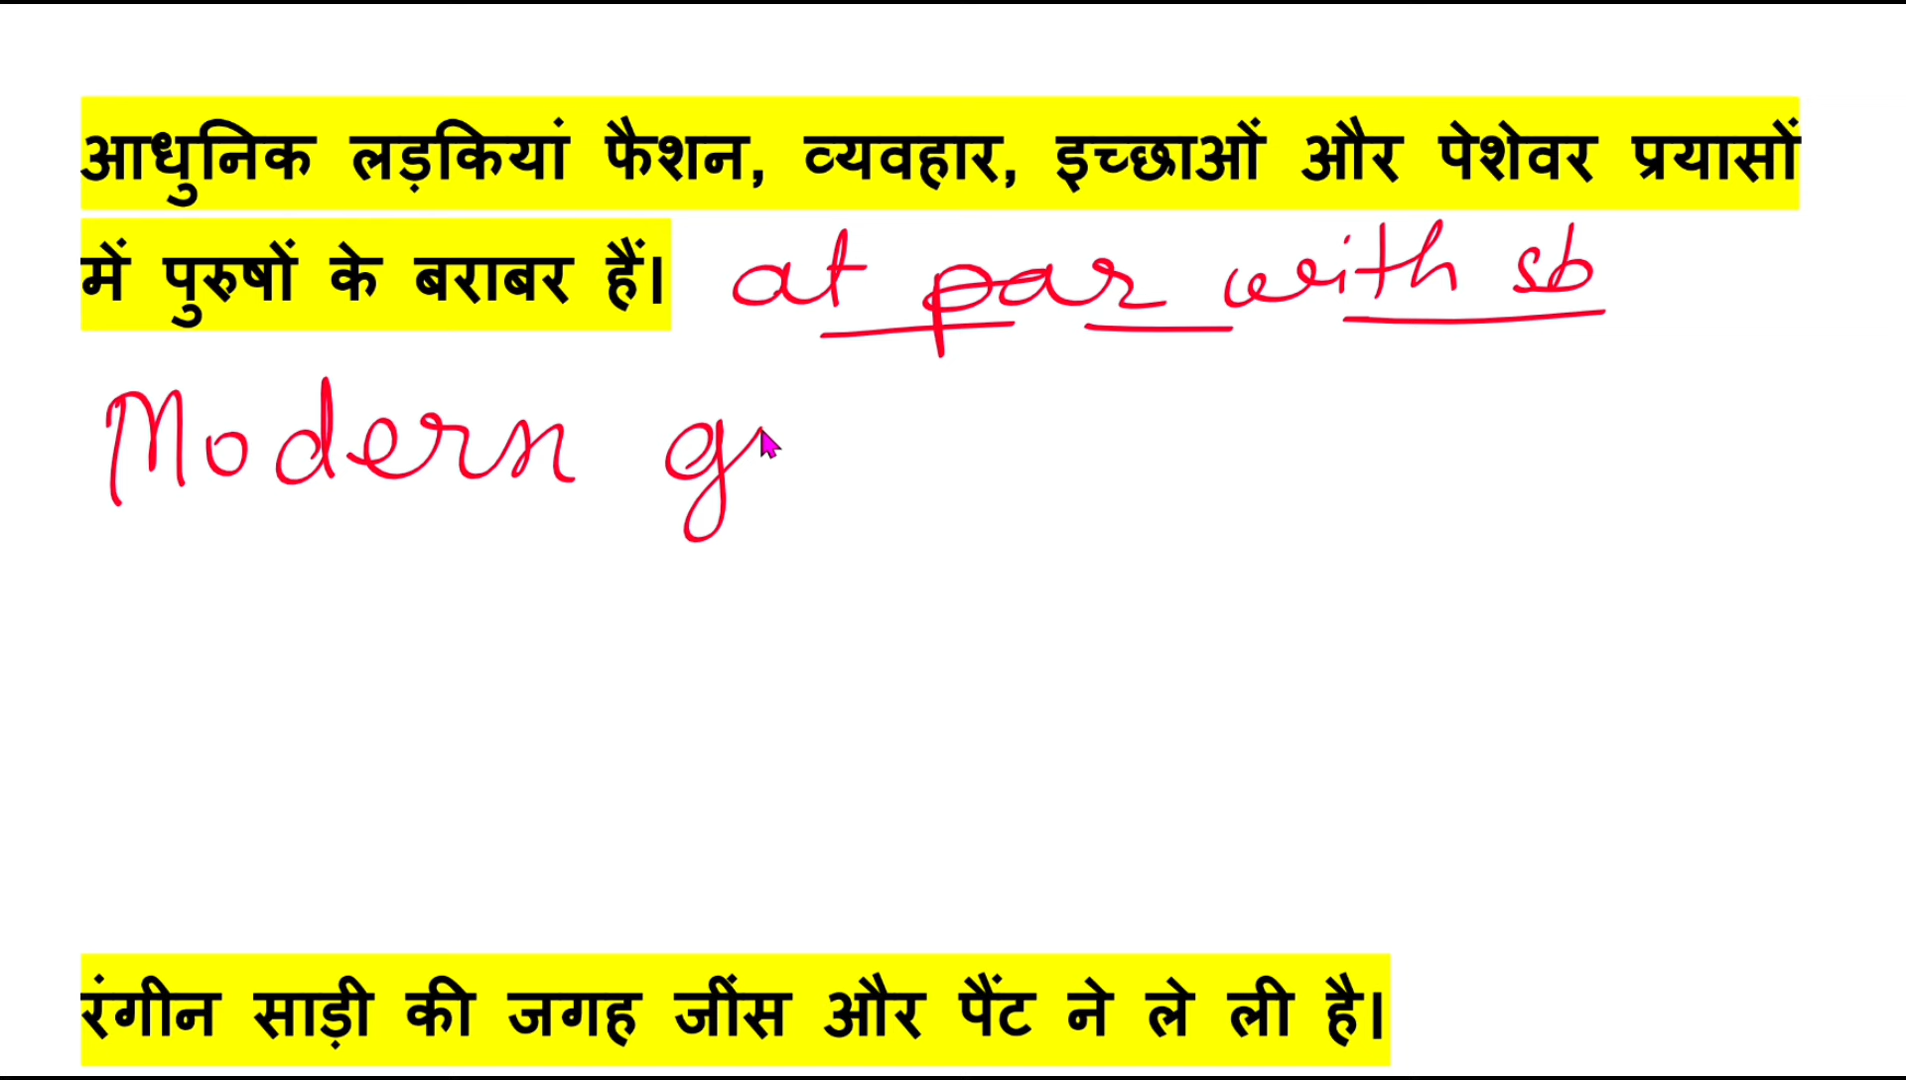 आधुनिक लड़कियां फैशन, व्यवहार, इच्छाओं और पेशेवर प्रयासों
में पुरुषों के बराबर हैं। at par with sb
Modern g
रंगीन साड़ी की जगह जींस और पैंट ने ले ली है।